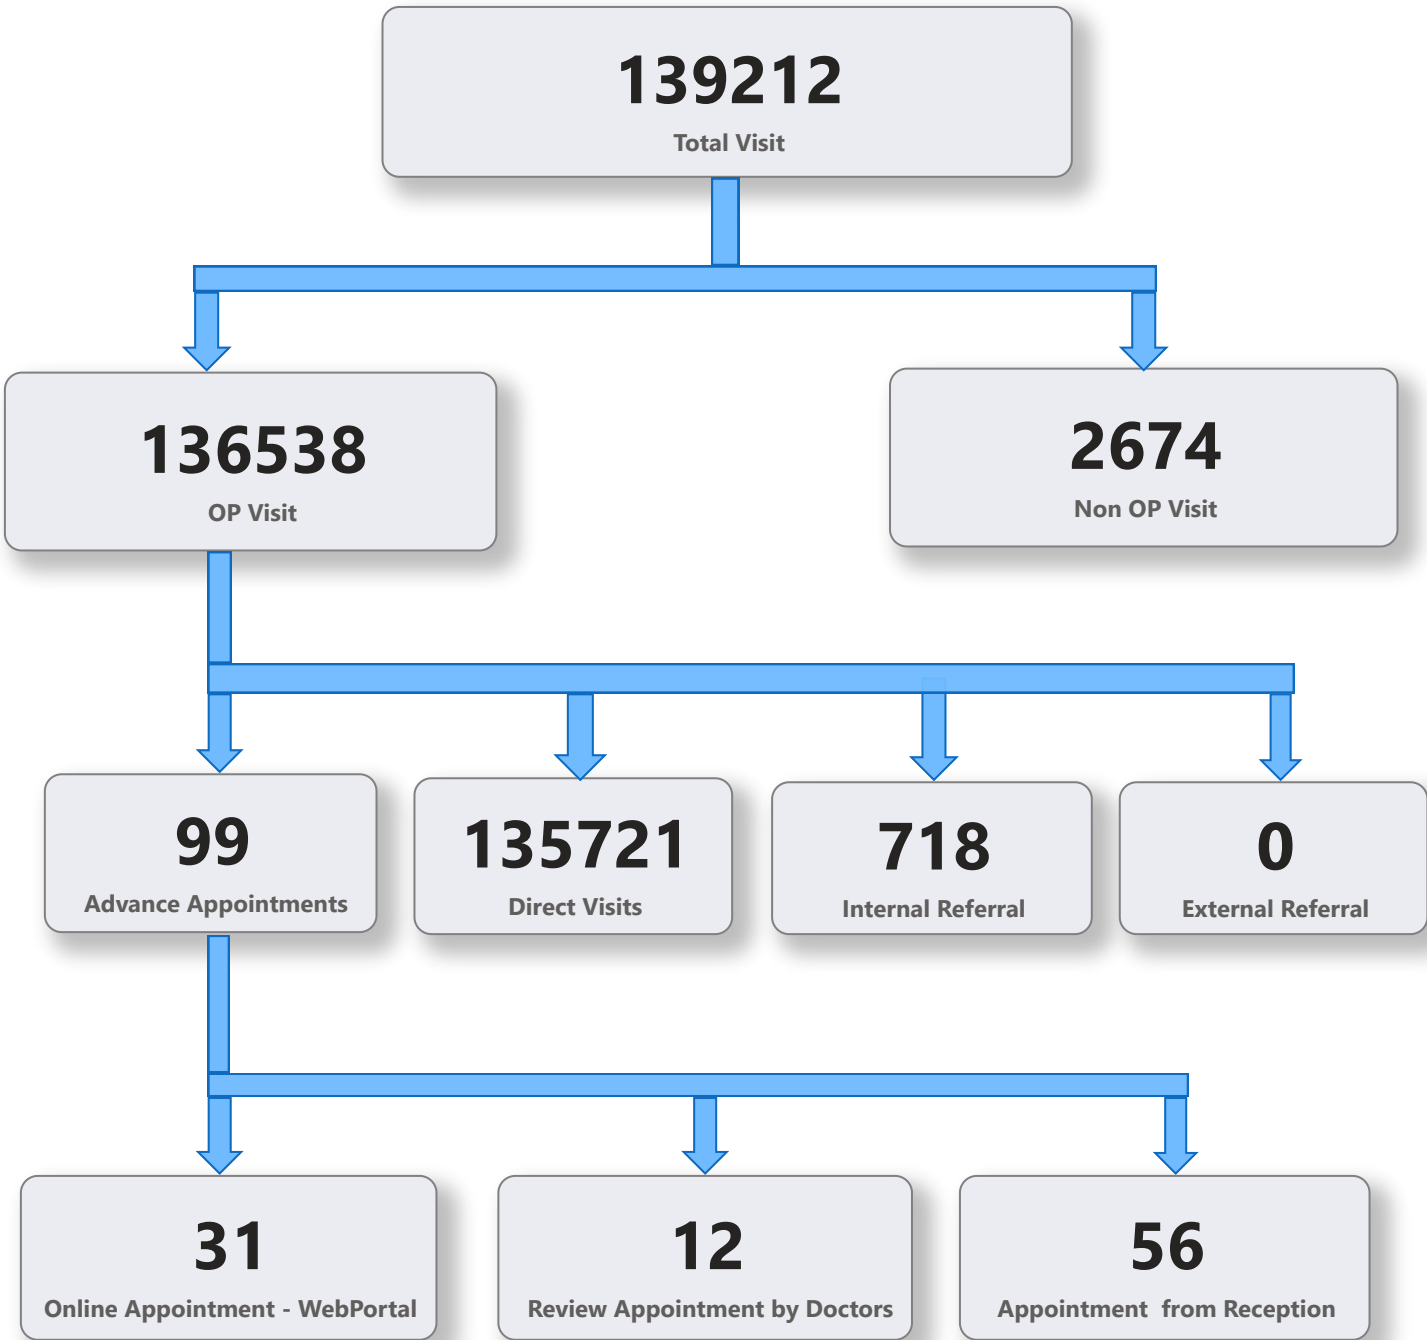 139212
Total Visit
136538
OP Visit
2674
Non OP Visit
99
Advance Appointments
135721
Direct Visits
718
Internal Referral
0
External Referral
31
Online Appointment - WebPortal
12
Review Appointment by Doctors
56
Appointment  from Reception